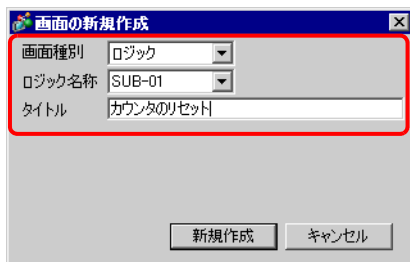 画面の新規作成
画面種別 ロジック
ロジック名称 SUB-01
タイトル カウンタのリセット
新規作成 キャンセル